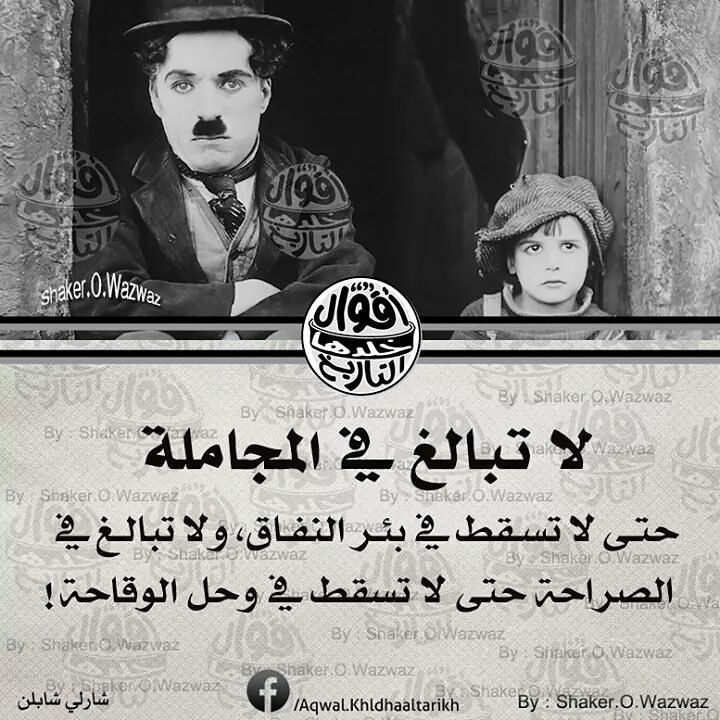 Shaker.O.Wazwaz
أقوال
خلدها
التاريخ
لا تبالغ في المجاملة
حتى لا تسقط في بئر النفاق، ولا تبالغ في
الصراحة حتى لا تسقط في وحل الوقاحة!
شارلي شابلن
/Aqwal.Khldhaaltarikh
By : Shaker.O.Wazwaz